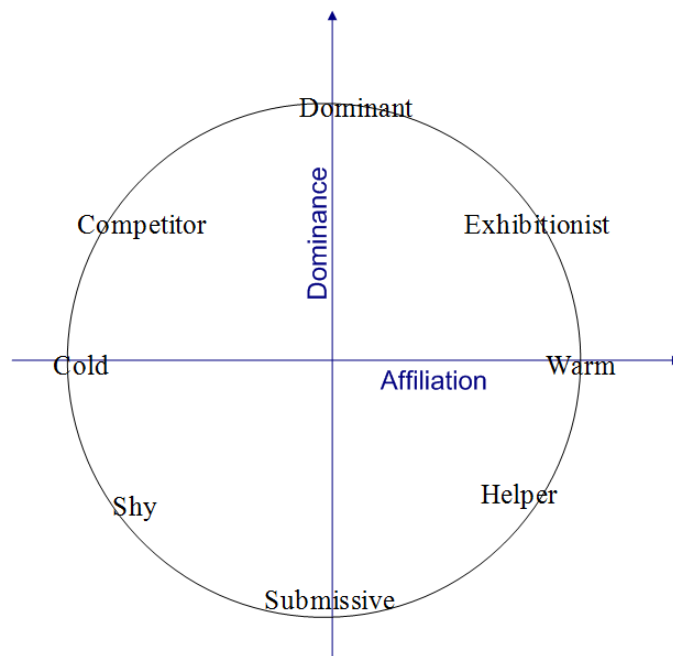 Dominant
Dominance
Competitor
Exhibitionist
Cold
Warm
Affiliation
Shy
Helper
Submissive